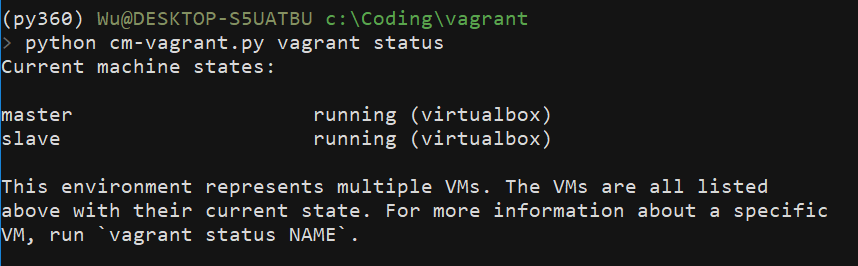 (py360) Wu@DESKTOP-S5UATBU c:\Coding\vagrant
> python cm-vagrant.py vagrant status
Current machine states:
master running (virtualbox)
slave running (virtualbox)
This environment represents multiple VMs. The VMs are all listed
above with their current state. For more information about a specific
VM, run `vagrant status NAME`.